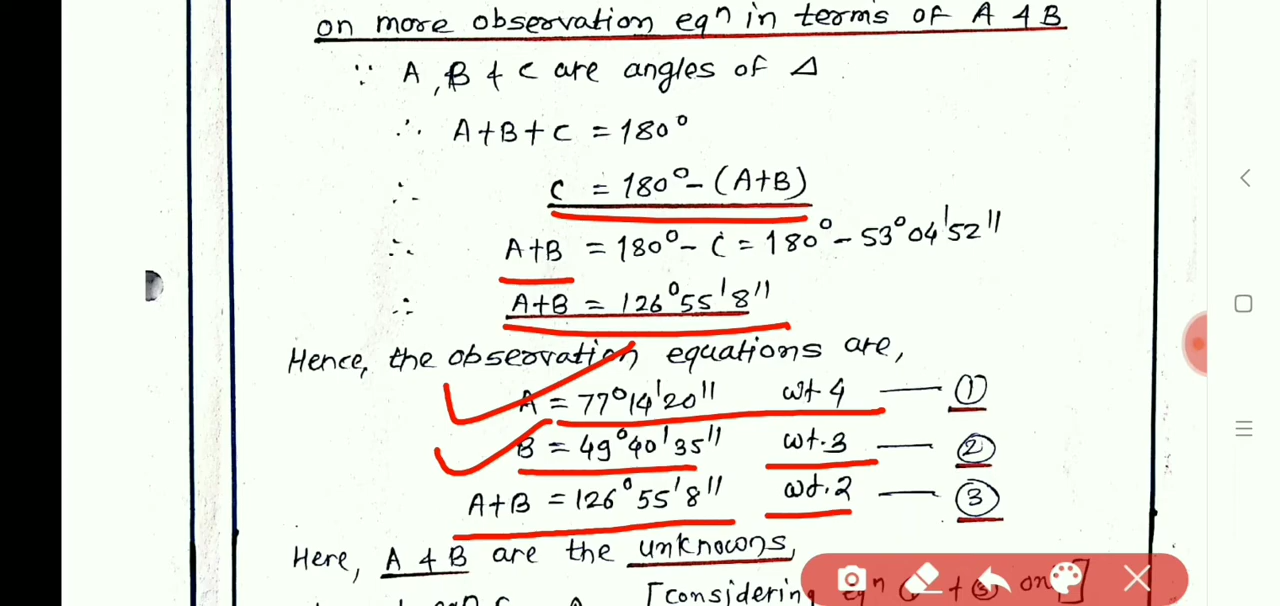 on more observation eqn in terms of A & B
∵ A, B & C are angles of Δ
∴ A+B+C = 180°
∴ C = 180° - (A+B)
∴ A+B = 180° - C = 180° - 53°04'52"
∴ A+B = 126°55'8"
Hence, the observation equations are,
A = 77°14'20" wt 4 — ①
B = 49°40'35" wt. 3 — ②
A+B = 126°55'8" wt. 2 — ③
Here, A & B are the unknowns,
[considering eqn